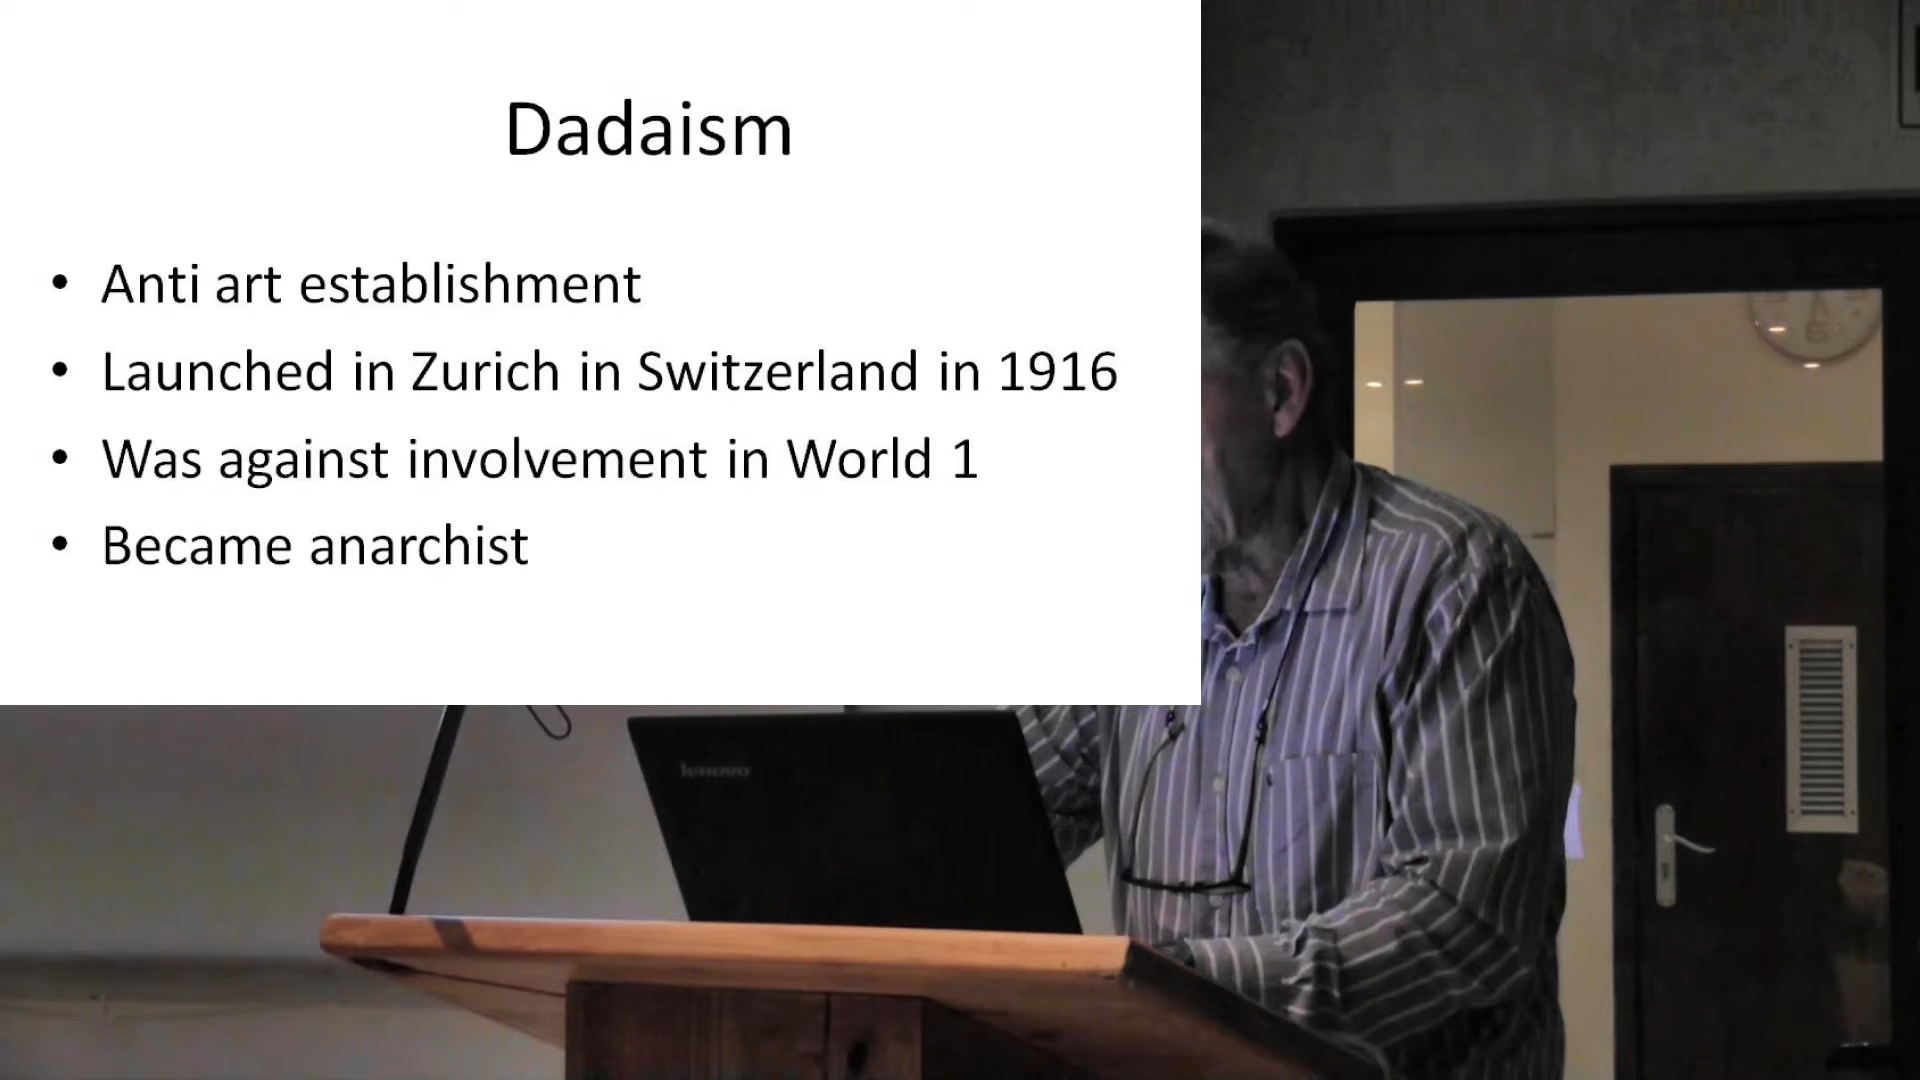 Dadaism
• Anti art establishment
• Launched in Zurich in Switzerland in 1916
• Was against involvement in World 1
• Became anarchist
lenovo